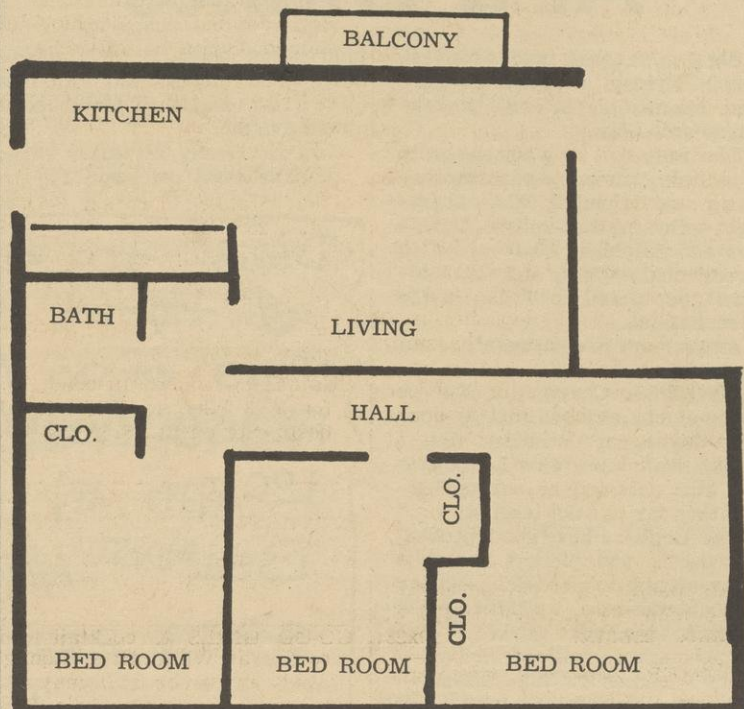 BALCONY
KITCHEN
BATH
LIVING
HALL
CLO.
CLO.
CLO.
BED ROOM
BED ROOM
BED ROOM